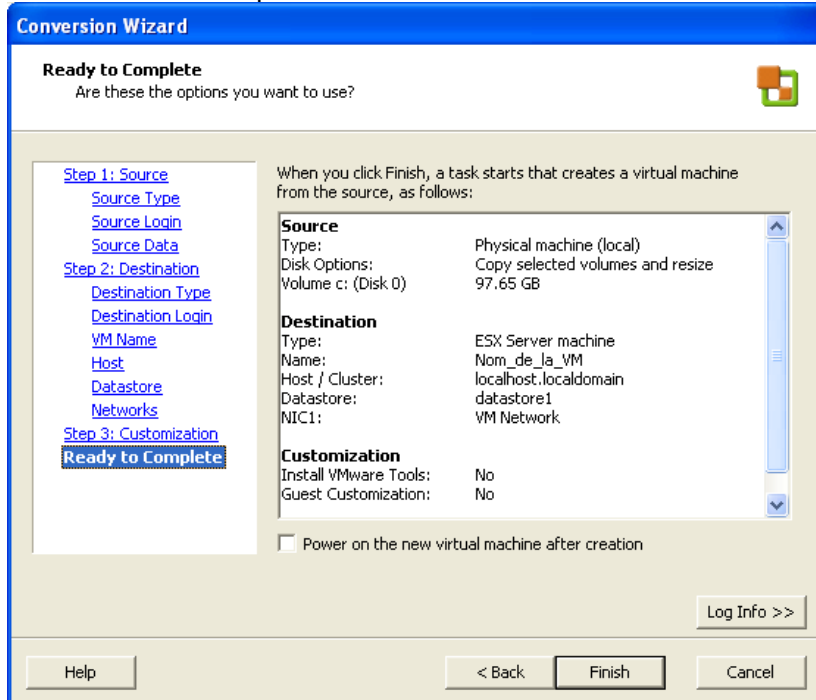 Conversion Wizard
Ready to Complete
Are these the options you want to use?
Step 1: Source
Source Type
Source Login
Source Data
Step 2: Destination
Destination Type
Destination Login
VM Name
Host
Datastore
Networks
Step 3: Customization
Ready to Complete
When you click Finish, a task starts that creates a virtual machine
from the source, as follows:
Source
Type: Physical machine (local)
Disk Options: Copy selected volumes and resize
Volume c: (Disk 0) 97.65 GB
Destination
Type: ESX Server machine
Name: Nom_de_la_VM
Host / Cluster: localhost.localdomain
Datastore: datastore1
NIC1: VM Network
Customization
Install VMware Tools: No
Guest Customization: No
Power on the new virtual machine after creation
Log Info >>
Help < Back Finish Cancel